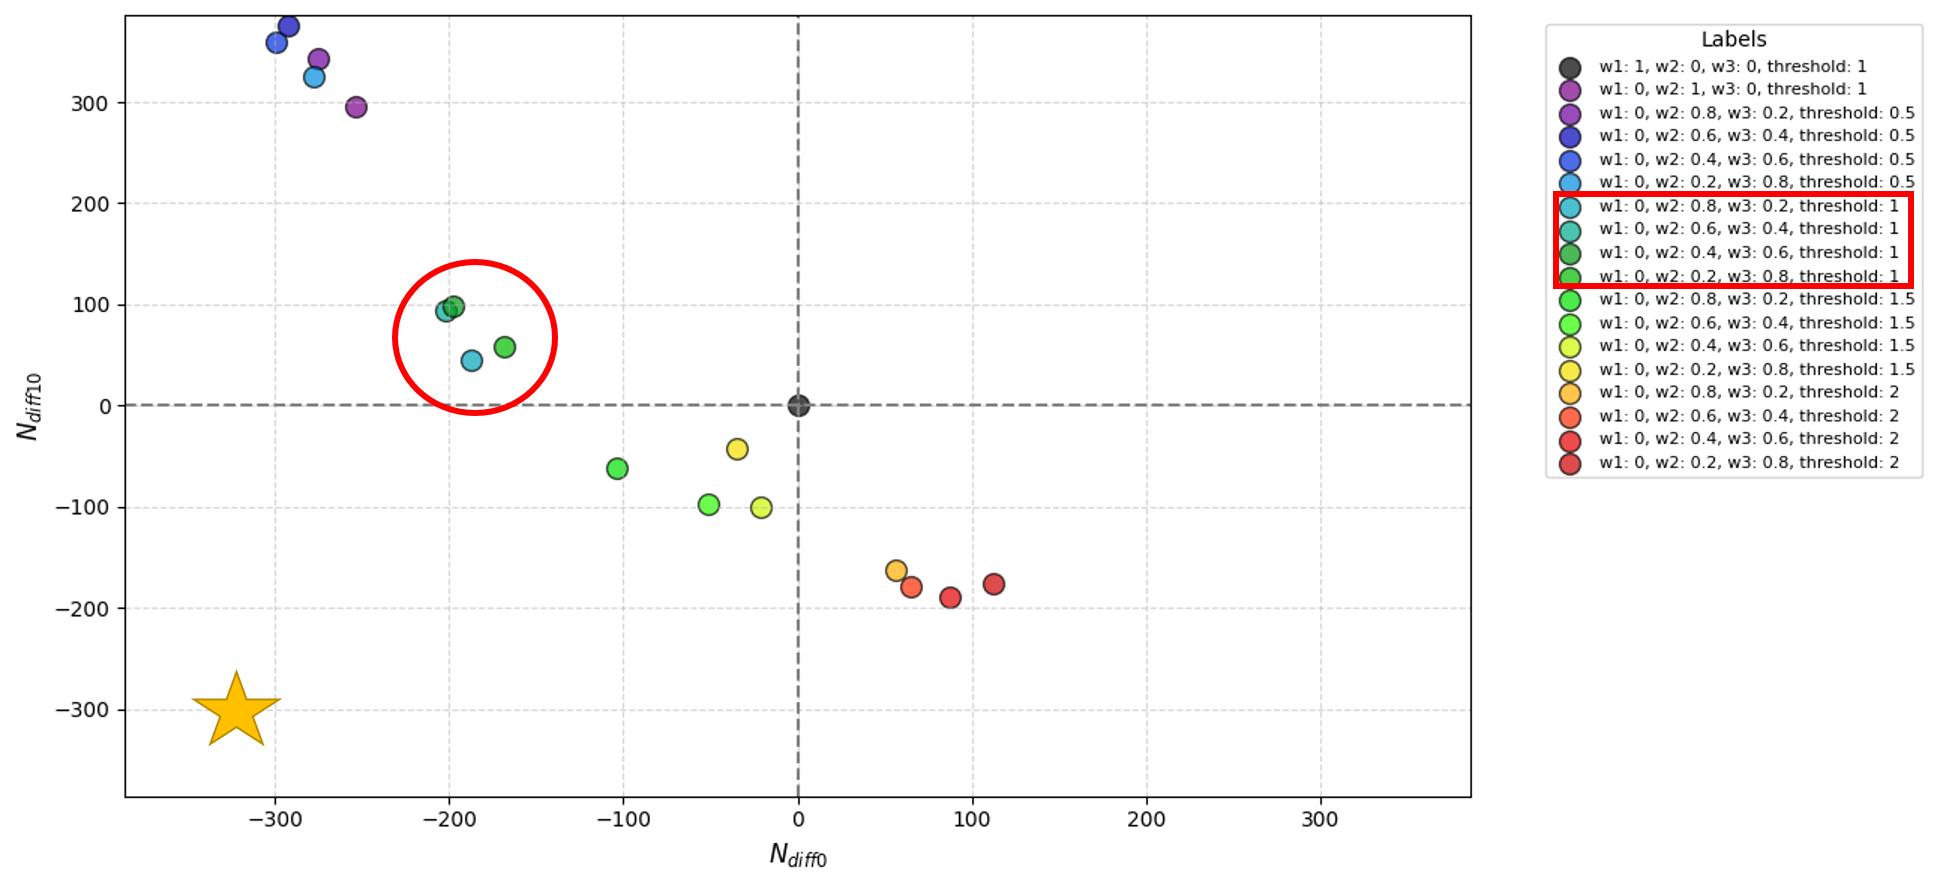 300
200
100
0
−100
−200
−300
N_diff10
−300
−200
−100
0
100
200
300
N_diff0
Labels
w1: 1, w2: 0, w3: 0, threshold: 1
w1: 0, w2: 1, w3: 0, threshold: 1
w1: 0, w2: 0.8, w3: 0.2, threshold: 0.5
w1: 0, w2: 0.6, w3: 0.4, threshold: 0.5
w1: 0, w2: 0.4, w3: 0.6, threshold: 0.5
w1: 0, w2: 0.2, w3: 0.8, threshold: 0.5
w1: 0, w2: 0.8, w3: 0.2, threshold: 1
w1: 0, w2: 0.6, w3: 0.4, threshold: 1
w1: 0, w2: 0.4, w3: 0.6, threshold: 1
w1: 0, w2: 0.2, w3: 0.8, threshold: 1
w1: 0, w2: 0.8, w3: 0.2, threshold: 1.5
w1: 0, w2: 0.6, w3: 0.4, threshold: 1.5
w1: 0, w2: 0.4, w3: 0.6, threshold: 1.5
w1: 0, w2: 0.2, w3: 0.8, threshold: 1.5
w1: 0, w2: 0.8, w3: 0.2, threshold: 2
w1: 0, w2: 0.6, w3: 0.4, threshold: 2
w1: 0, w2: 0.4, w3: 0.6, threshold: 2
w1: 0, w2: 0.2, w3: 0.8, threshold: 2